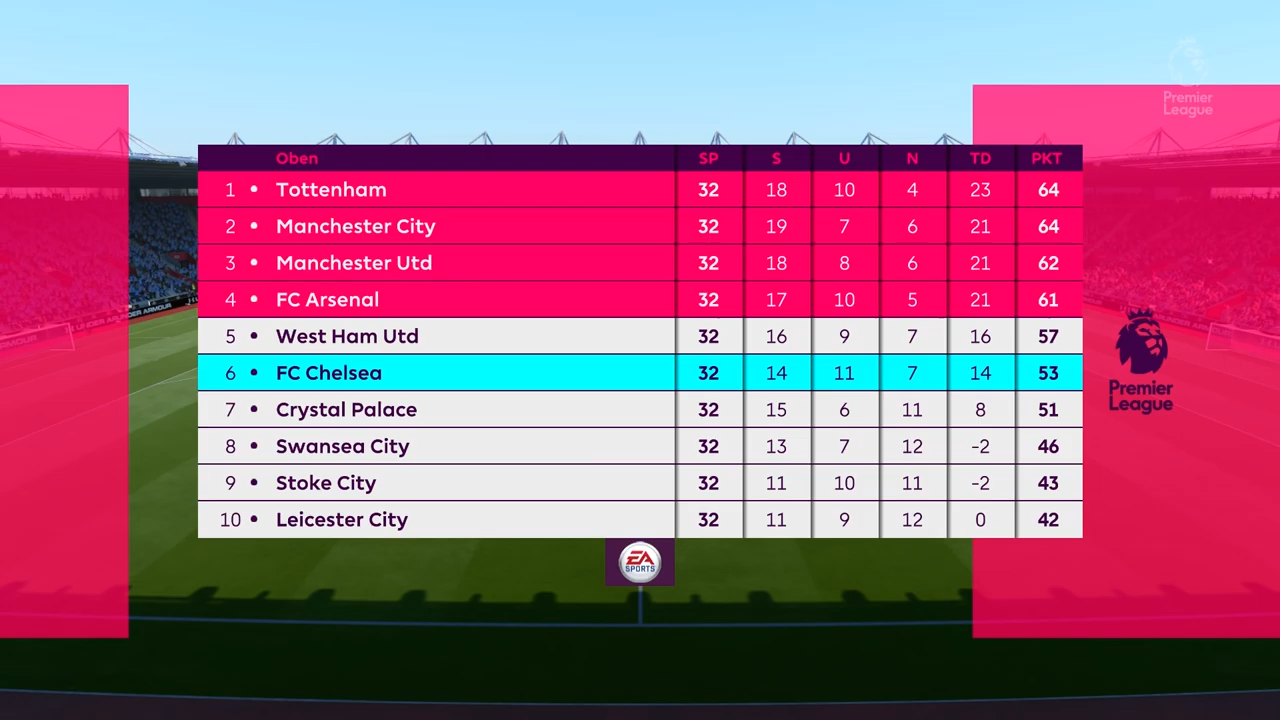 Premier
League
Oben SP S U N TD PKT
1 • Tottenham 32 18 10 4 23 64
2 • Manchester City 32 19 7 6 21 64
3 • Manchester Utd 32 18 8 6 21 62
4 • FC Arsenal 32 17 10 5 21 61
5 • West Ham Utd 32 16 9 7 16 57
6 • FC Chelsea 32 14 11 7 14 53
7 • Crystal Palace 32 15 6 11 8 51
8 • Swansea City 32 13 7 12 -2 46
9 • Stoke City 32 11 10 11 -2 43
10 • Leicester City 32 11 9 12 0 42
UNDER ARMOUR
Premier
League
EA
SPORTS